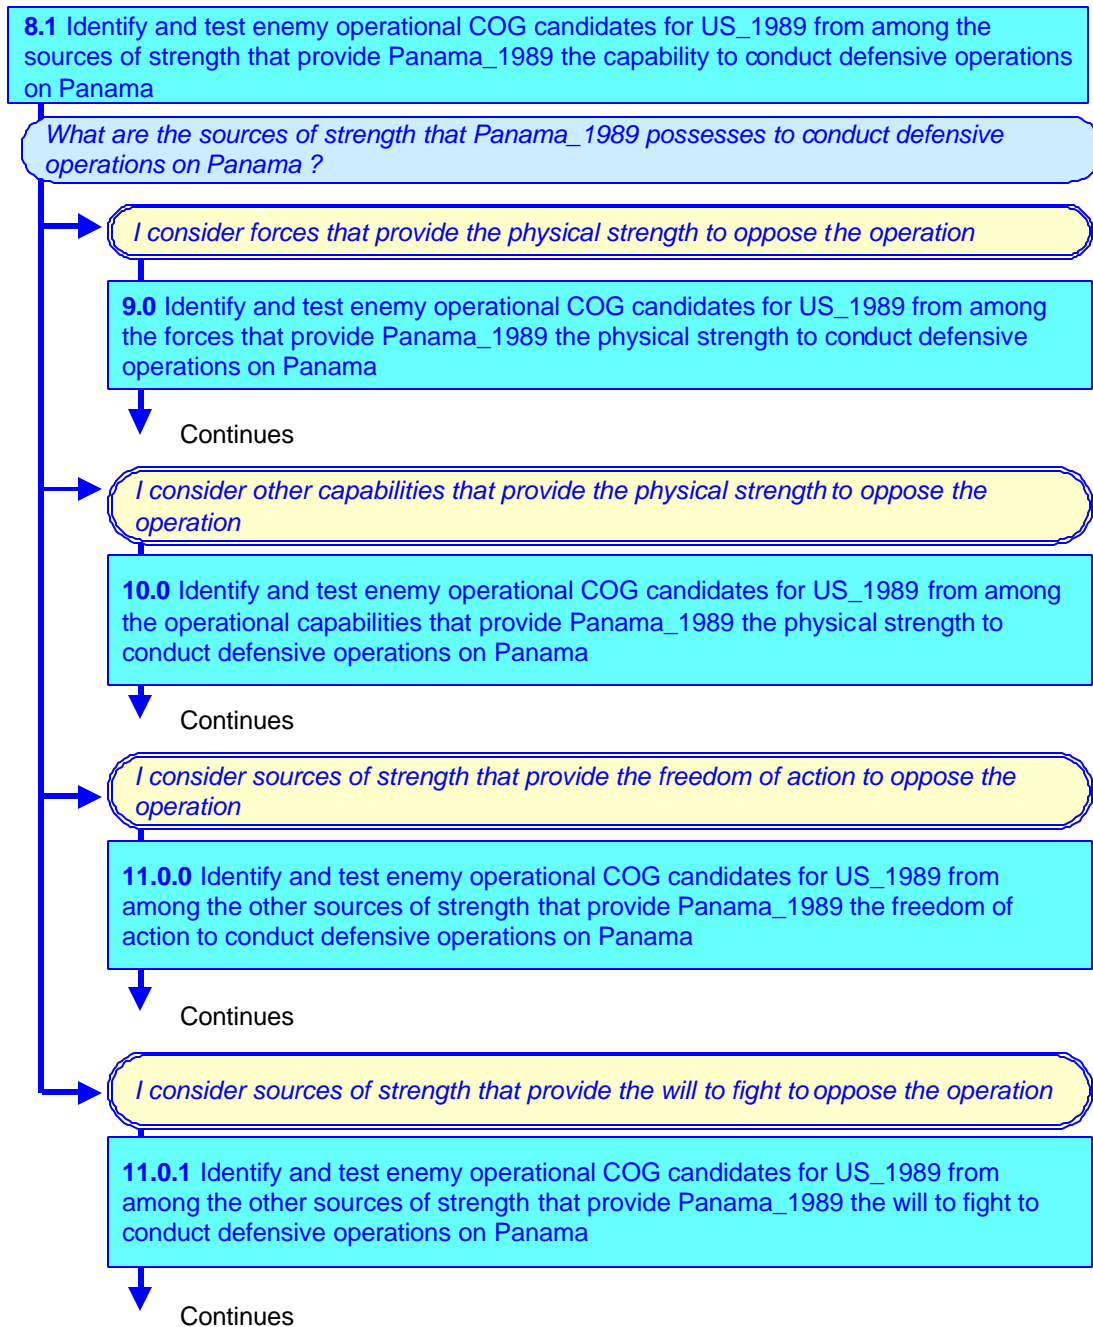 8.1 Identify and test enemy operational COG candidates for US_1989 from among the
sources of strength that provide Panama_1989 the capability to conduct defensive operations
on Panama
What are the sources of strength that Panama_1989 possesses to conduct defensive
operations on Panama ?
I consider forces that provide the physical strength to oppose the operation
9.0 Identify and test enemy operational COG candidates for US_1989 from among
the forces that provide Panama_1989 the physical strength to conduct defensive
operations on Panama
Continues
I consider other capabilities that provide the physical strength to oppose the
operation
10.0 Identify and test enemy operational COG candidates for US_1989 from among
the operational capabilities that provide Panama_1989 the physical strength to
conduct defensive operations on Panama
Continues
I consider sources of strength that provide the freedom of action to oppose the
operation
11.0.0 Identify and test enemy operational COG candidates for US_1989 from
among the other sources of strength that provide Panama_1989 the freedom of
action to conduct defensive operations on Panama
Continues
I consider sources of strength that provide the will to fight to oppose the operation
11.0.1 Identify and test enemy operational COG candidates for US_1989 from
among the other sources of strength that provide Panama_1989 the will to fight to
conduct defensive operations on Panama
Continues